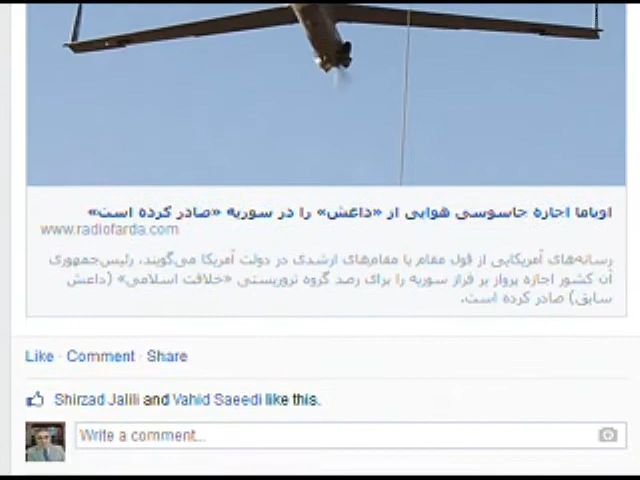 اوباما اجازه جاسوسی هوایی از «داعش» را در سوریه «صادر کرده است»
www.radiofarda.com
رسانه‌های آمریکایی از قول مقام یا مقام‌های ارشدی در دولت آمریکا می‌گویند، رئیس‌جمهوری
آن کشور اجازه پرواز بر فراز سوریه را برای رصد گروه تروریستی «خلافت اسلامی» (داعش
سابق) صادر کرده است.
Like · Comment · Share
Shirzad Jalili and Vahid Saeedi like this.
Write a comment...